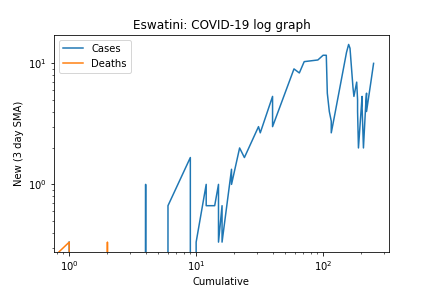 Eswatini: COVID-19 log graph
Cases
Deaths
New (3 day SMA)
10¹
10⁰
10⁰ 10¹ 10²
Cumulative